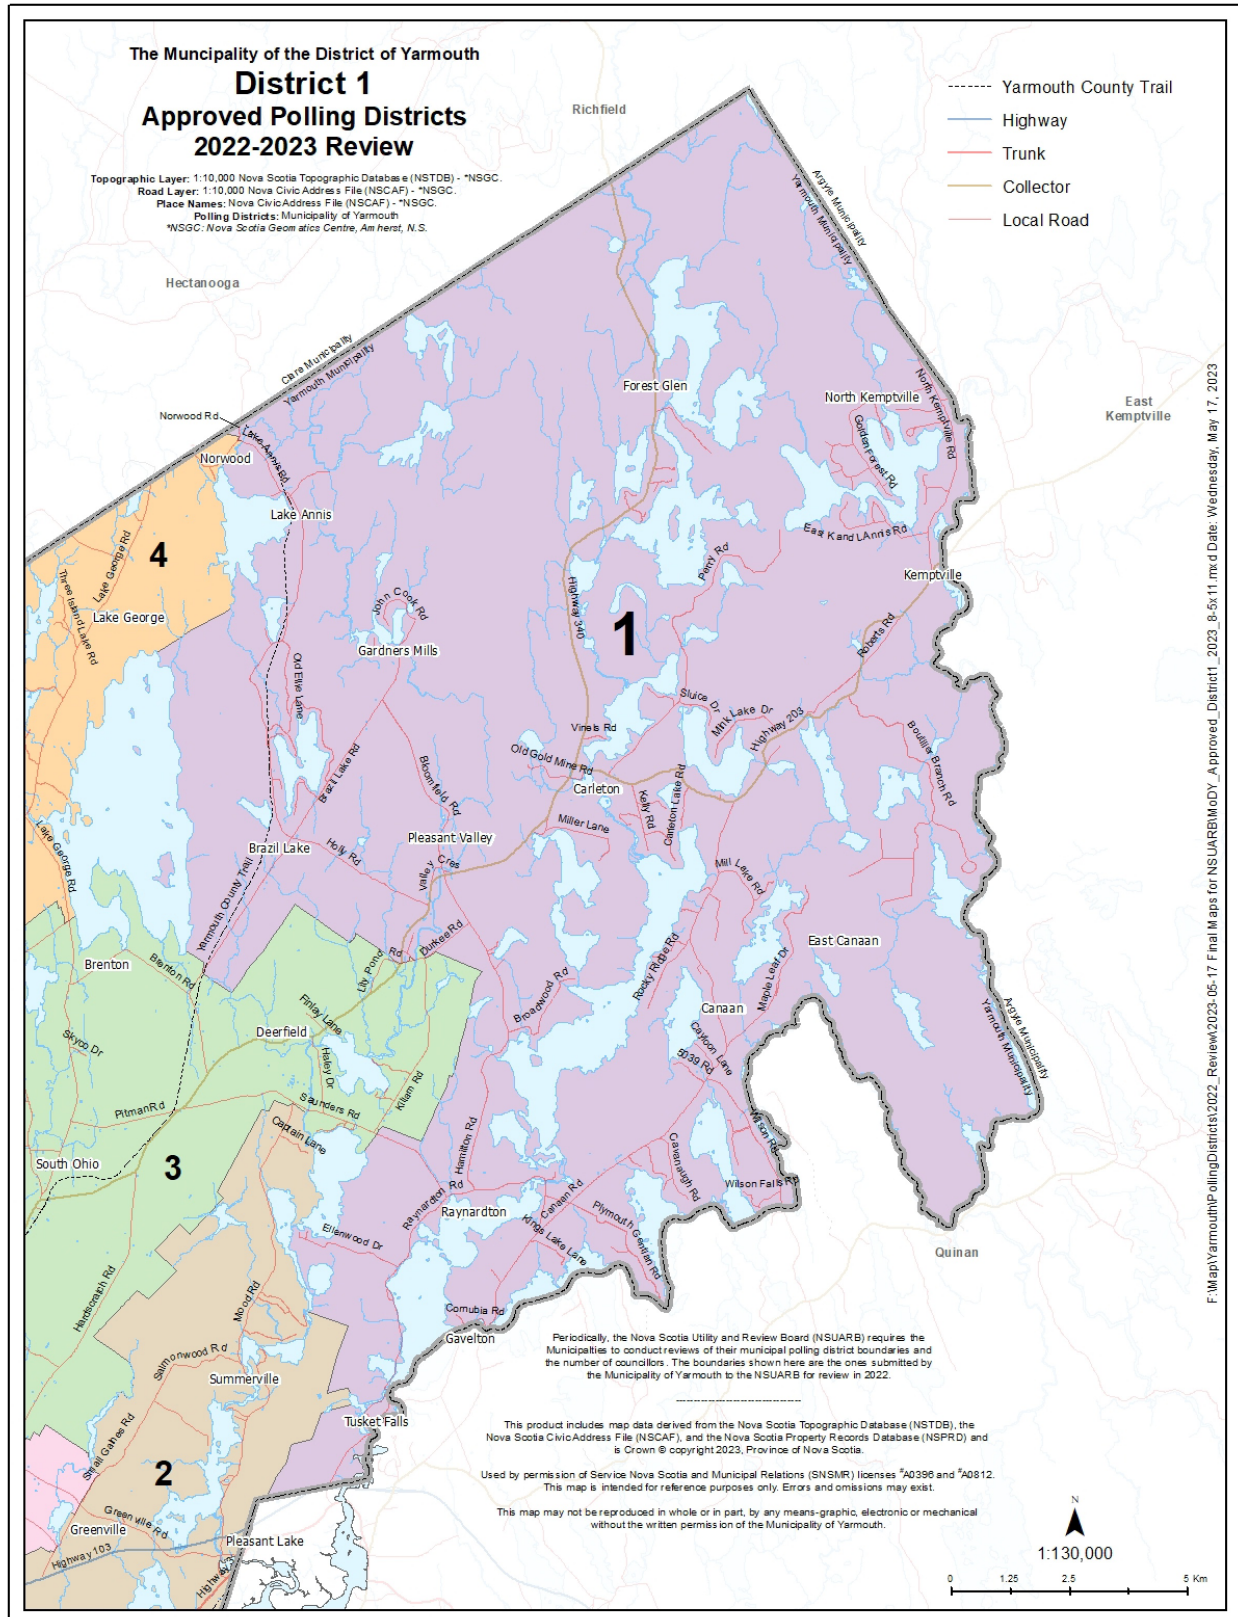 The Muncipality of the District of Yarmouth
District 1
Approved Polling Districts
2022-2023 Review
Topographic Layer: 1:10,000 Nova Scotia Topographic Database (NSTDB) - *NSGC.
Road Layer: 1:10,000 Nova Civic Address File (NSCAF) - *NSGC.
Place Names: Nova Civic Address File (NSCAF) - *NSGC.
Polling Districts: Municipality of Yarmouth
*NSGC: Nova Scotia Geomatics Centre, Amherst, N.S.
Yarmouth County Trail
Highway
Trunk
Collector
Local Road
Richfield
Hectanooga
Argyle Municipality
Yarmouth Municipality
Clare Municipality
Yarmouth Municipality
East
Kemptville
Forest Glen
North Kemptville
North Kemptville Rd
Golden Forest Rd
Norwood Rd
Lake Annis Rd
Norwood
Lake Annis
East K and L Annis Rd
Perry Rd
Kemptville
4
Lake George Rd
Three Island Lake Rd
Lake George
John Cook Rd
Gardners Mills
Highway 340
1
Roberts Rd
Old Ellie Lane
Sluice Dr
Mink Lake Dr
Highway 203
Vinels Rd
Old Gold Mine Rd
Carleton
Boutilier Branch Rd
Brazil Lake Rd
Bloomfield Rd
Kelly Rd
Carleton Lake Rd
Miller Lane
Pleasant Valley
Lake George Rd
Brazil Lake
Holly Rd
Valley Cres
Mill Lake Rd
Yarmouth County Trail
Durkee Rd
East Canaan
Brenton
Brenton Rd
Lily Pond Rd
Rocky Ridge Rd
Maple Leaf Dr
Broadwood Rd
Canaan
Finlay Lane
Deerfield
Skyco Dr
Haley Dr
Cayloon Lane
5039 Rd
Argyle Municipality
Yarmouth Municipality
Killam Rd
Saunders Rd
Pitman Rd
Captain Lane
Hamilton Rd
Wilson Rd
South Ohio
3
Cavanaugh Rd
Wilson Falls Rd
Raynardton Rd
Raynardton
Canaan Rd
Plymouth Gentian Rd
Kings Lake Lane
Ellenwood Dr
Quinan
Hardscratch Rd
Mood Rd
Cornubia Rd
Gavelton
Salmonwood Rd
Summerville
Tusket Falls
Small Gaines Rd
2
Greenville Rd
Greenville
Highway 103
Pleasant Lake
Highway 3
Periodically, the Nova Scotia Utility and Review Board (NSUARB) requires the
Municipalties to conduct reviews of their municipal polling district boundaries and
the number of councillors. The boundaries shown here are the ones submitted by
the Municipality of Yarmouth to the NSUARB for review in 2022.
--------------------------------
This product includes map data derived from the Nova Scotia Topographic Database (NSTDB), the
Nova Scotia Civic Address File (NSCAF), and the Nova Scotia Property Records Database (NSPRD) and
is Crown © copyright 2023, Province of Nova Scotia.
Used by permission of Service Nova Scotia and Municipal Relations (SNSMR) licenses #A0396 and #A0812.
This map is intended for reference purposes only. Errors and omissions may exist.
This map may not be reproduced in whole or in part, by any means-graphic, electronic or mechanical
without the written permission of the Municipality of Yarmouth.
N
1:130,000
0 1.25 2.5 5 Km
F:\Map\YarmouthPollingDistricts\2022_Review\2023-05-17 Final Maps for NSUARB\MoDY_Approved_District1_2023_8-5x11.mxd Date: Wednesday, May 17, 2023